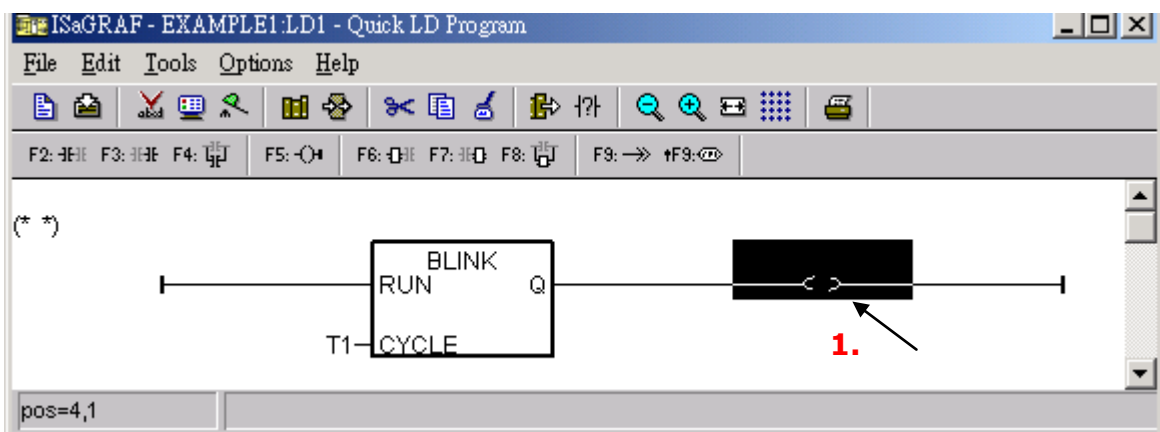 ISaGRAF - EXAMPLE1:LD1 - Quick LD Program
File Edit Tools Options Help
F2: F3: F4: F5: F6: F7: F8: F9: F9:
(* *)
BLINK
RUN Q
T1 CYCLE
1.
pos=4,1